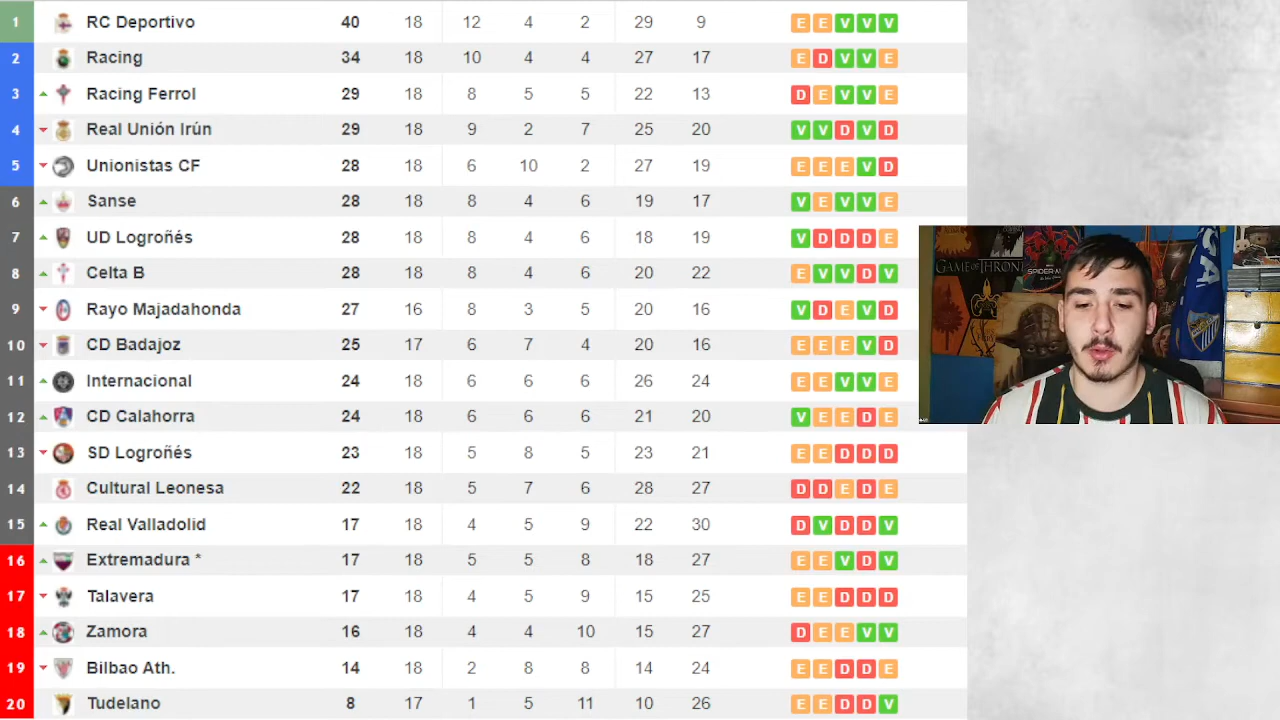 1 RC Deportivo 40 18 12 4 2 29 9 E E V V V
2 Racing 34 18 10 4 4 27 17 E D V V E
3 Racing Ferrol 29 18 8 5 5 22 13 D E V V E
4 Real Unión Irún 29 18 9 2 7 25 20 V V D V D
5 Unionistas CF 28 18 6 10 2 27 19 E E E V D
6 Sanse 28 18 8 4 6 19 17 V E V V E
7 UD Logroñés 28 18 8 4 6 18 19 V D D D E
8 Celta B 28 18 8 4 6 20 22 E V V D V
9 Rayo Majadahonda 27 16 8 3 5 20 16 V D E V D
10 CD Badajoz 25 17 6 7 4 20 16 E E E V D
11 Internacional 24 18 6 6 6 26 24 E E V V E
12 CD Calahorra 24 18 6 6 6 21 20 V E E D E
13 SD Logroñés 23 18 5 8 5 23 21 E E D D D
14 Cultural Leonesa 22 18 5 7 6 28 27 D D E D E
15 Real Valladolid 17 18 4 5 9 22 30 D V D D V
16 Extremadura * 17 18 5 5 8 18 27 E E V D V
17 Talavera 17 18 4 5 9 15 25 E E D D D
18 Zamora 16 18 4 4 10 15 27 D E E V V
19 Bilbao Ath. 14 18 2 8 8 14 24 E E D D E
20 Tudelano 8 17 1 5 11 10 26 E E D D V
GAME OF THRON
SPIDER-M
GA